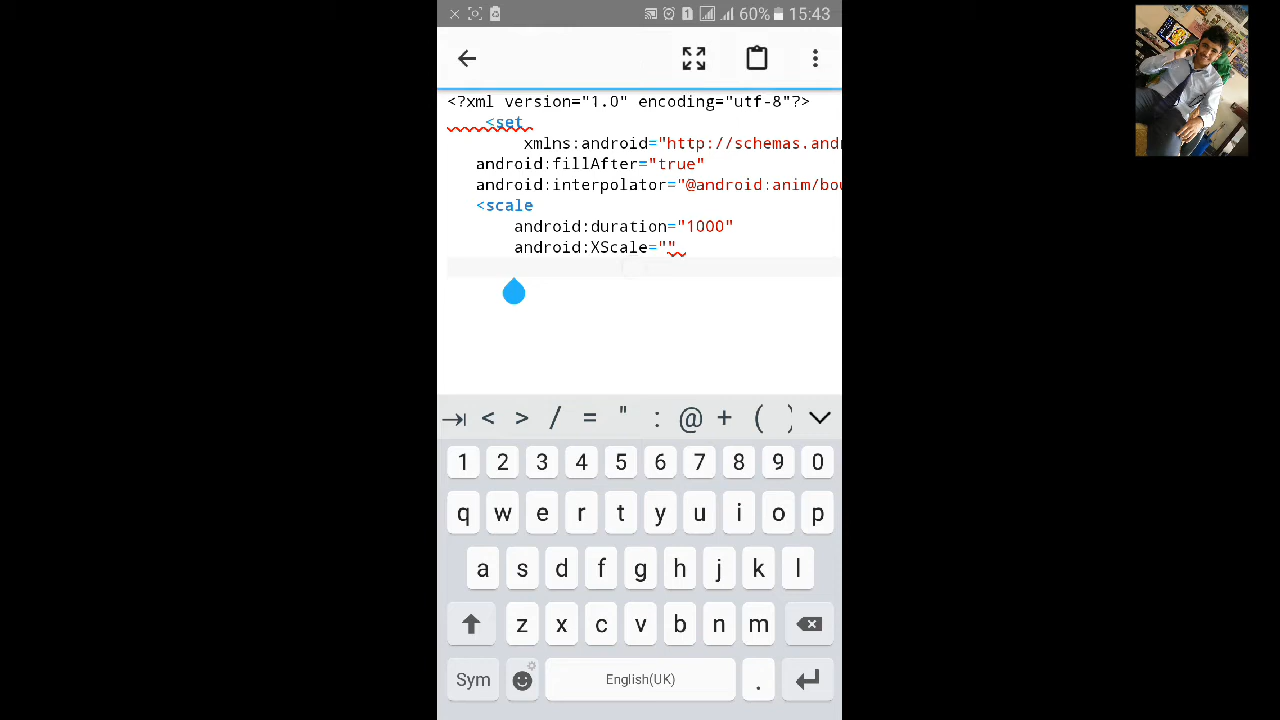 60% 15:43
<?xml version="1.0" encoding="utf-8"?>
<set
xmlns:android="http://schemas.and
android:fillAfter="true"
android:interpolator="@android:anim/bou
<scale
android:duration="1000"
android:XScale=""
< > / = " : @ + ( )
1 2 3 4 5 6 7 8 9 0
q w e r t y u i o p
a s d f g h j k l
z x c v b n m
Sym English(UK) .